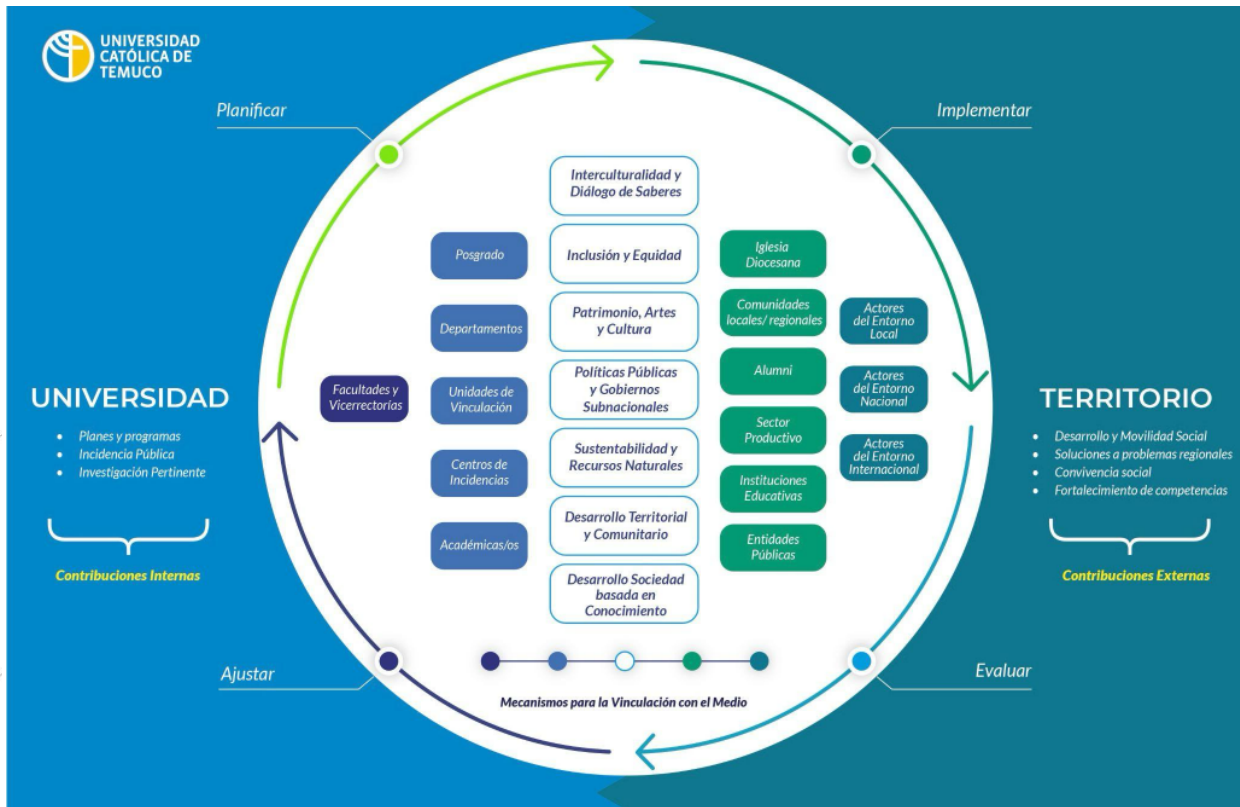 UNIVERSIDAD
CATÓLICA DE
TEMUCO
Planificar
Implementar
Interculturalidad y
Diálogo de Saberes
Posgrado
Inclusión y Equidad
Iglesia
Diocesana
Departamentos
Patrimonio, Artes
y Cultura
Comunidades
locales/ regionales
Actores
del Entorno
Local
Facultades y
Vicerrectorías
Unidades de
Vinculación
Políticas Públicas
y Gobiernos
Subnacionales
Alumni
Actores
del Entorno
Nacional
Centros de
Incidencias
Sustentabilidad y
Recursos Naturales
Sector
Productivo
Actores
del Entorno
Internacional
Instituciones
Educativas
Académicas/os
Desarrollo Territorial
y Comunitario
Entidades
Públicas
Desarrollo Sociedad
basada en
Conocimiento
Mecanismos para la Vinculación con el Medio
UNIVERSIDAD
• Planes y programas
• Incidencia Pública
• Investigación Pertinente
Contribuciones Internas
TERRITORIO
• Desarrollo y Movilidad Social
• Soluciones a problemas regionales
• Convivencia social
• Fortalecimiento de competencias
Contribuciones Externas
Ajustar
Evaluar